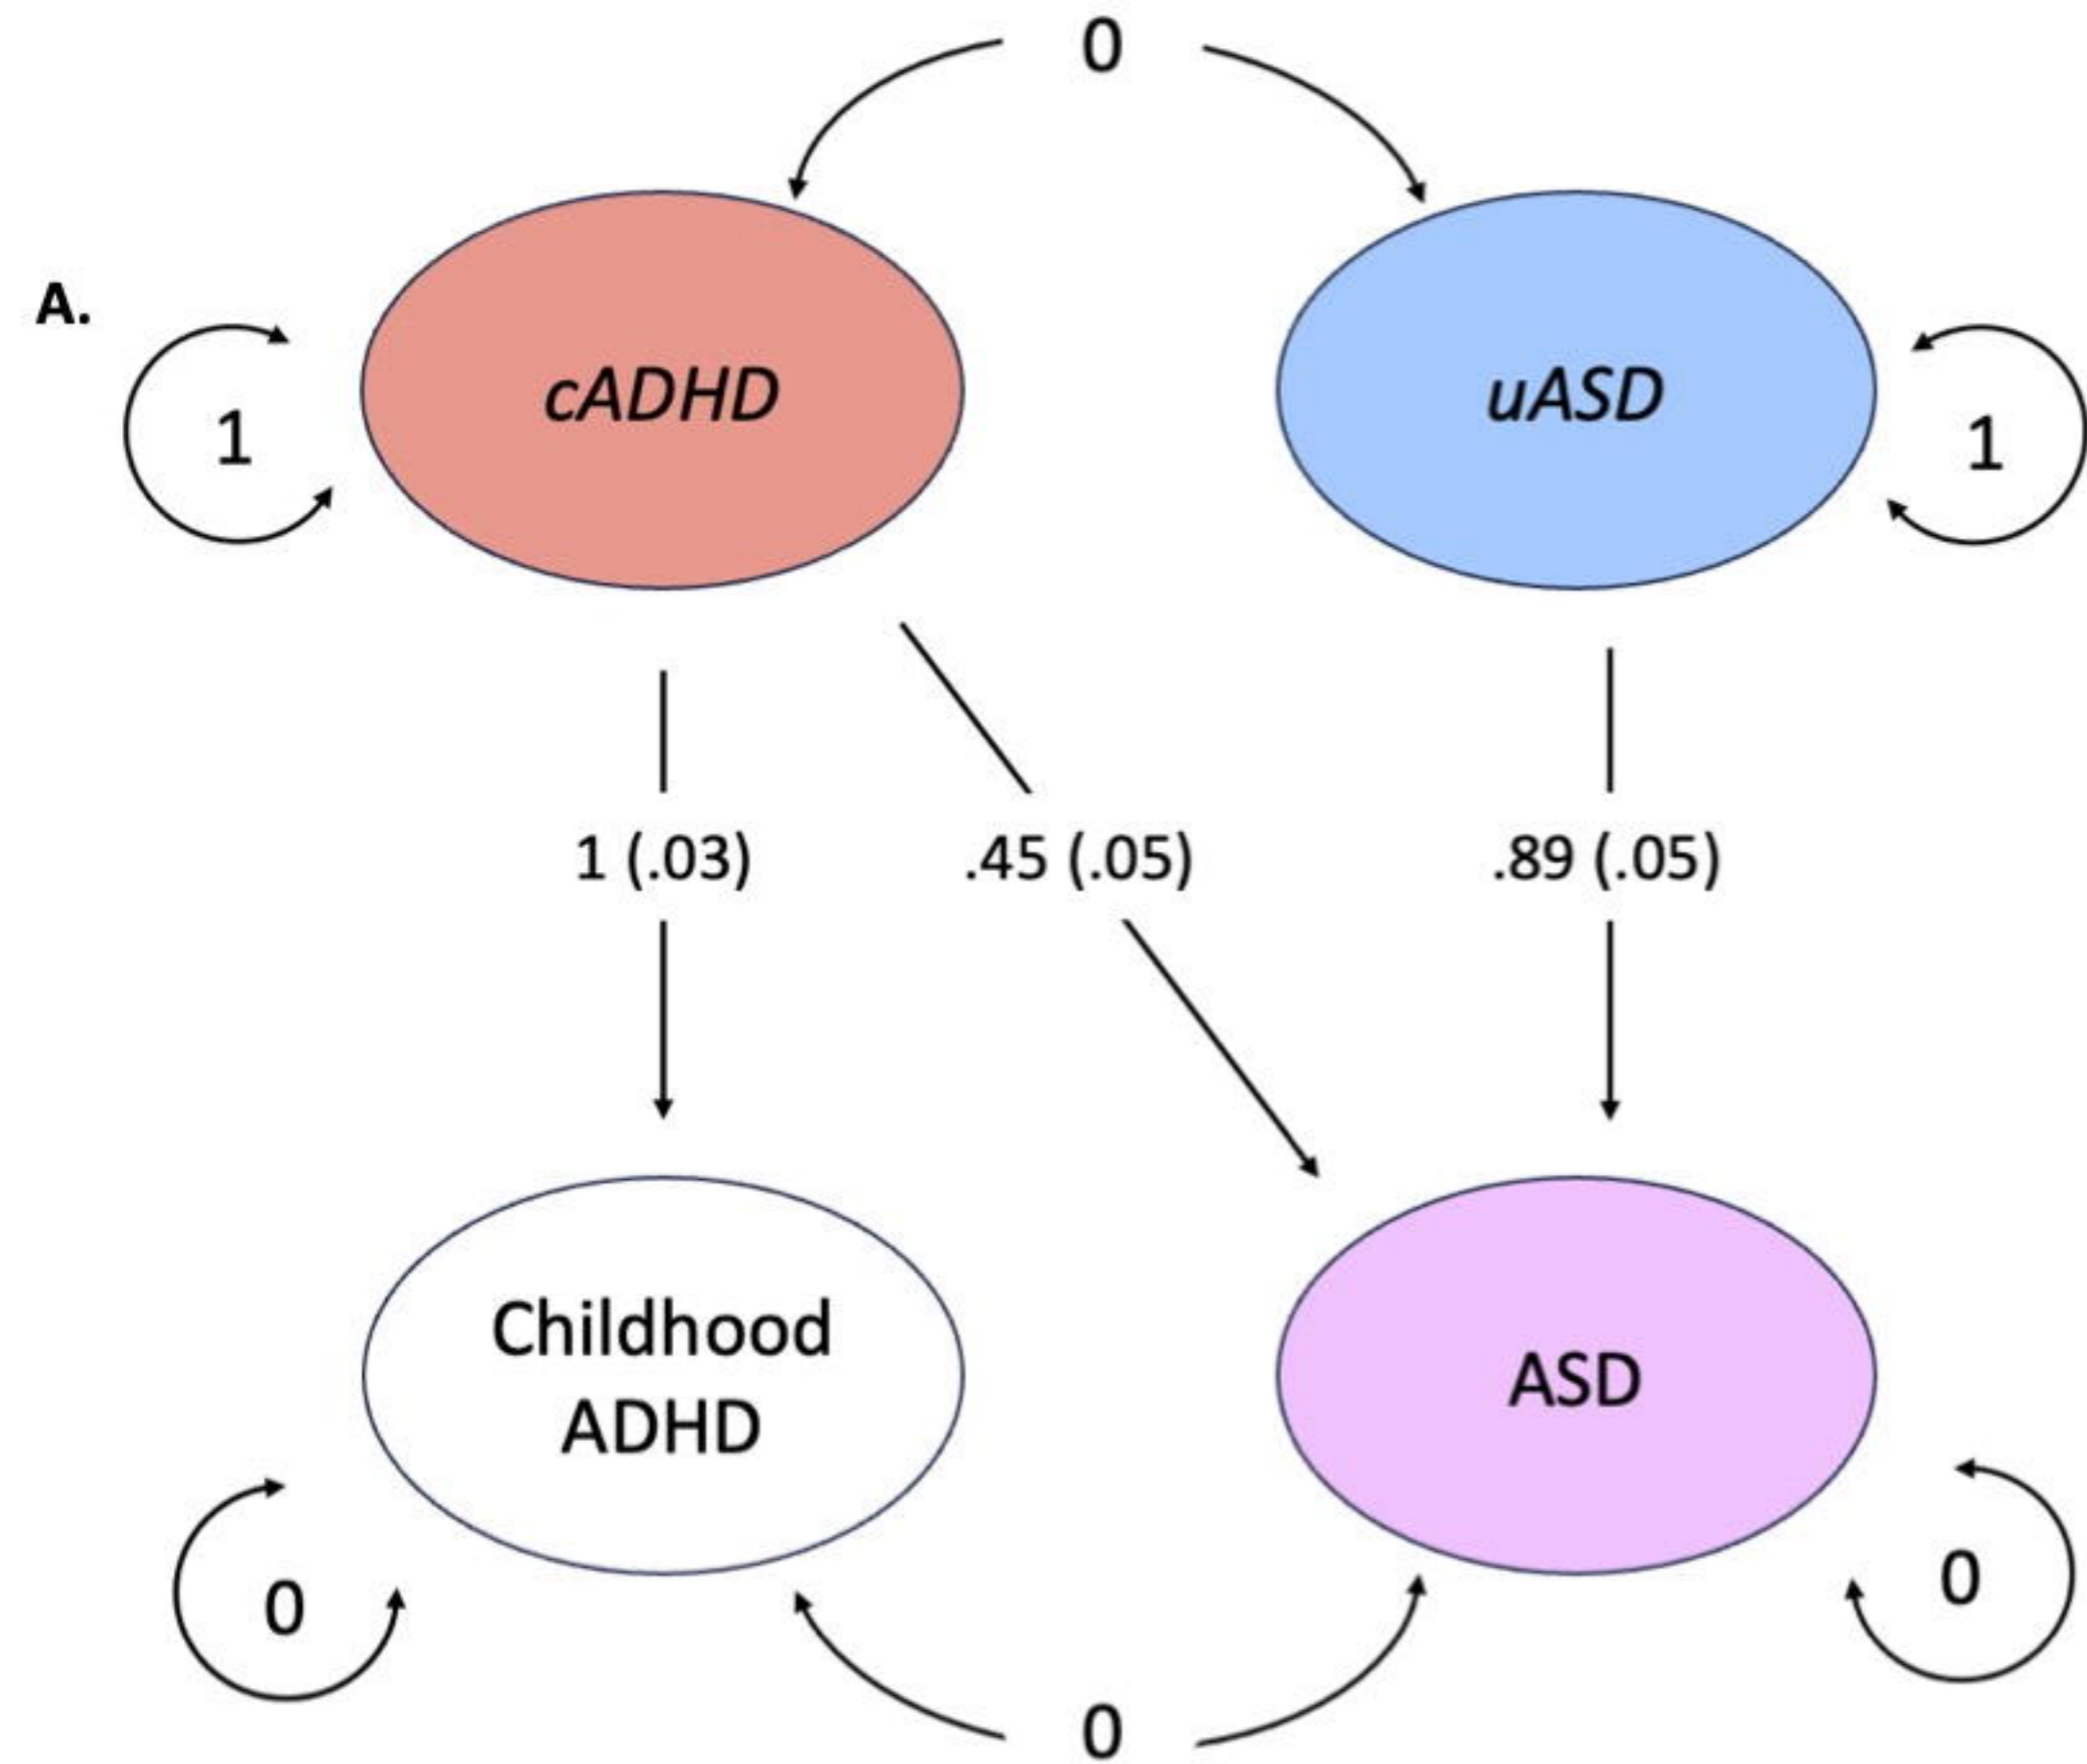 0
A.
cADHD
uASD
1
1
1 (.03)
.45 (.05)
.89 (.05)
Childhood
ADHD
ASD
0
0
0